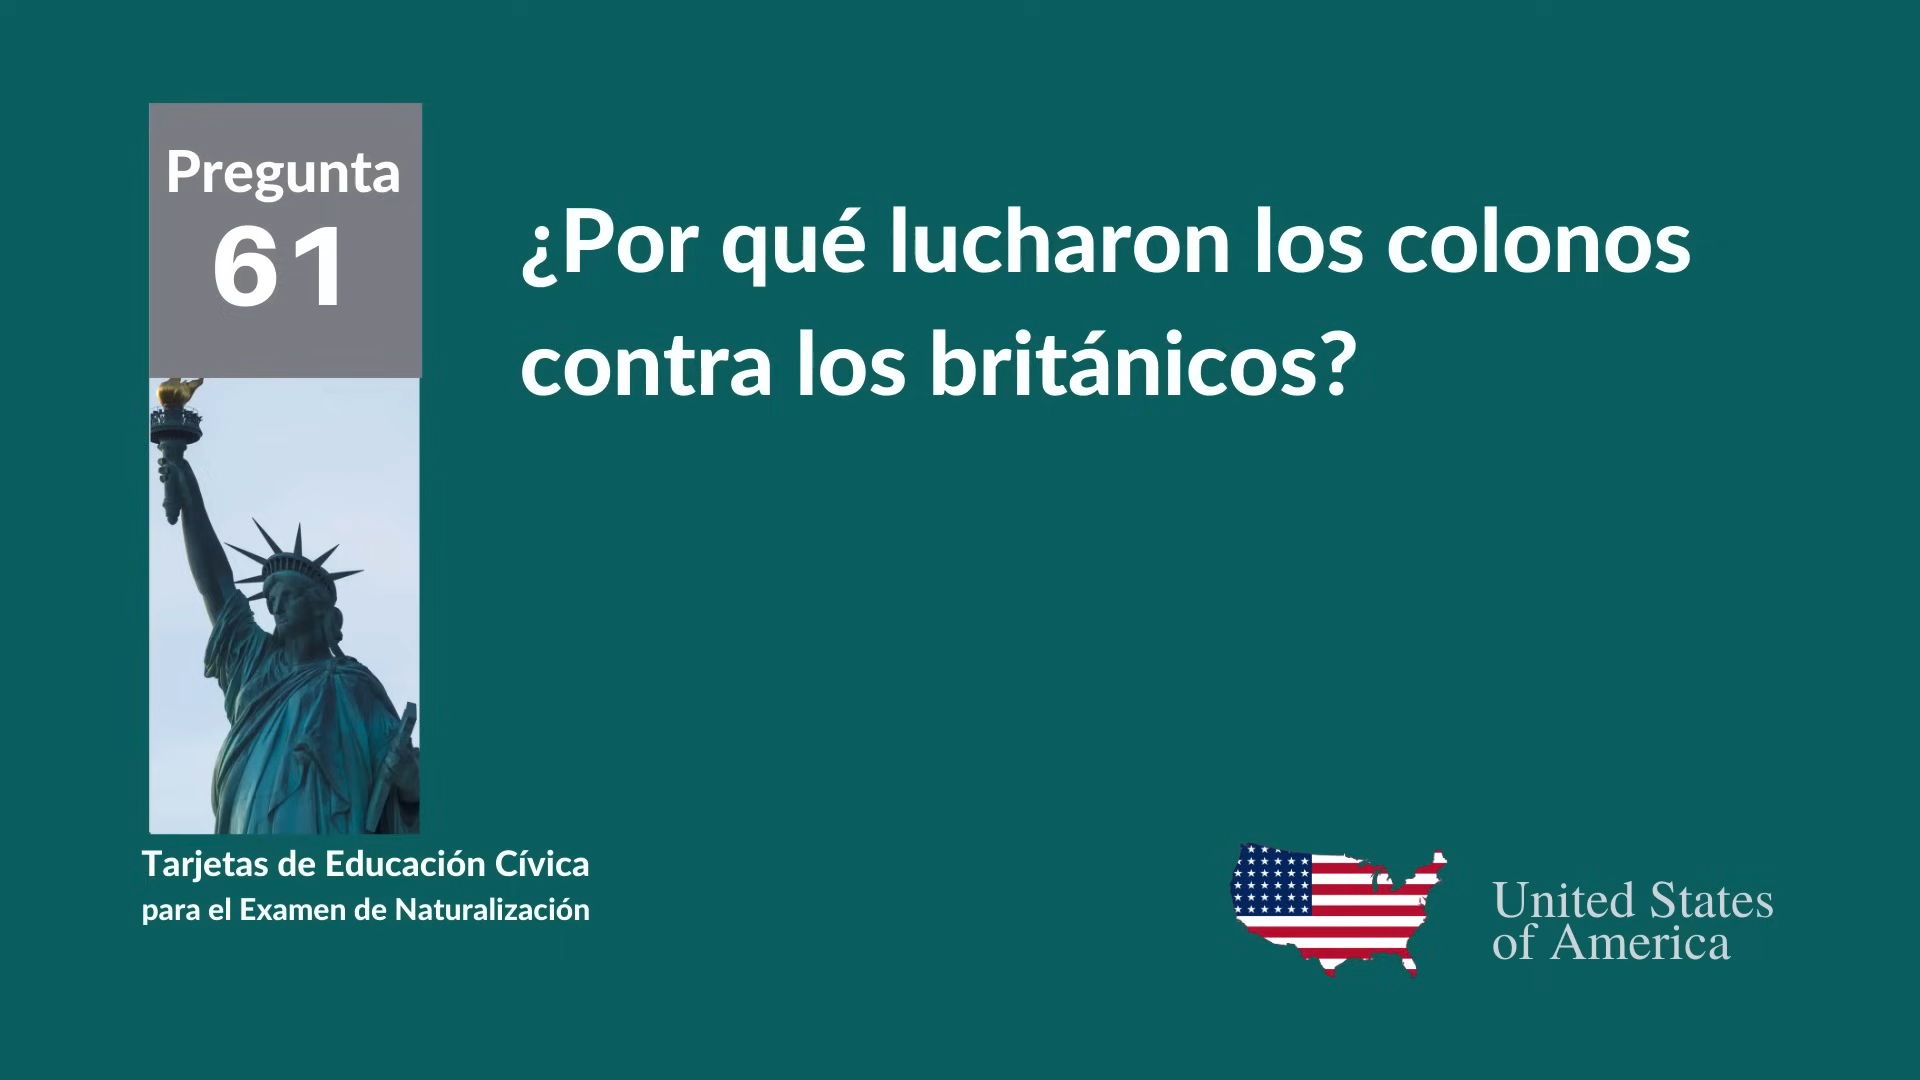 Pregunta
61
¿Por qué lucharon los colonos
contra los británicos?
Tarjetas de Educación Cívica
para el Examen de Naturalización
United States
of America